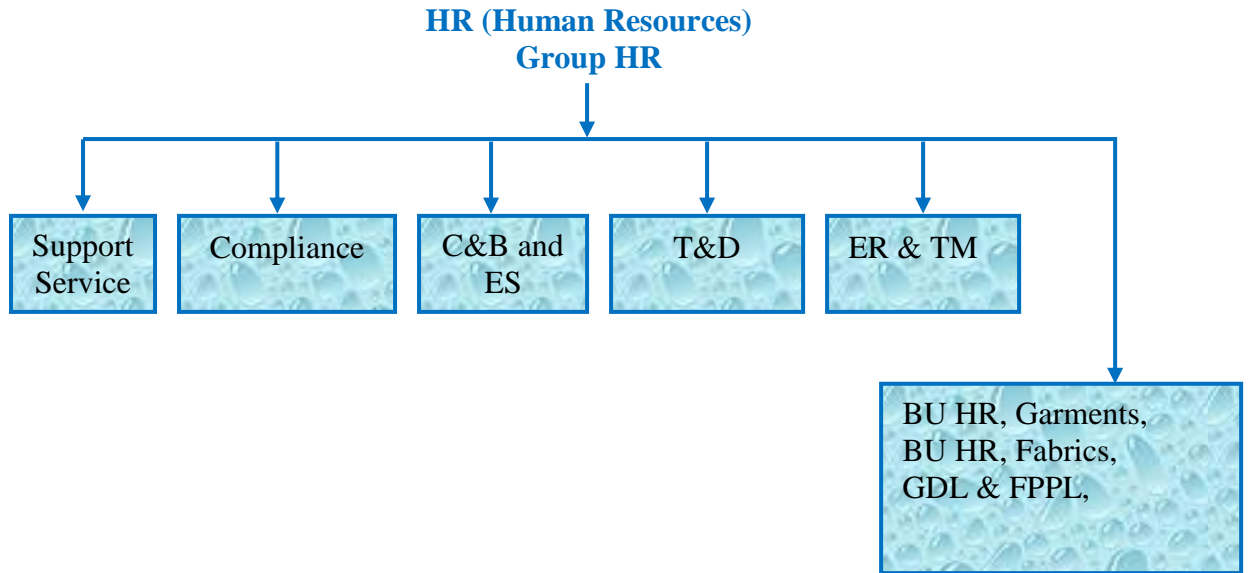 HR (Human Resources)
Group HR
Support
Service
Compliance
C&B and
ES
T&D
ER & TM
BU HR, Garments,
BU HR, Fabrics,
GDL & FPPL,